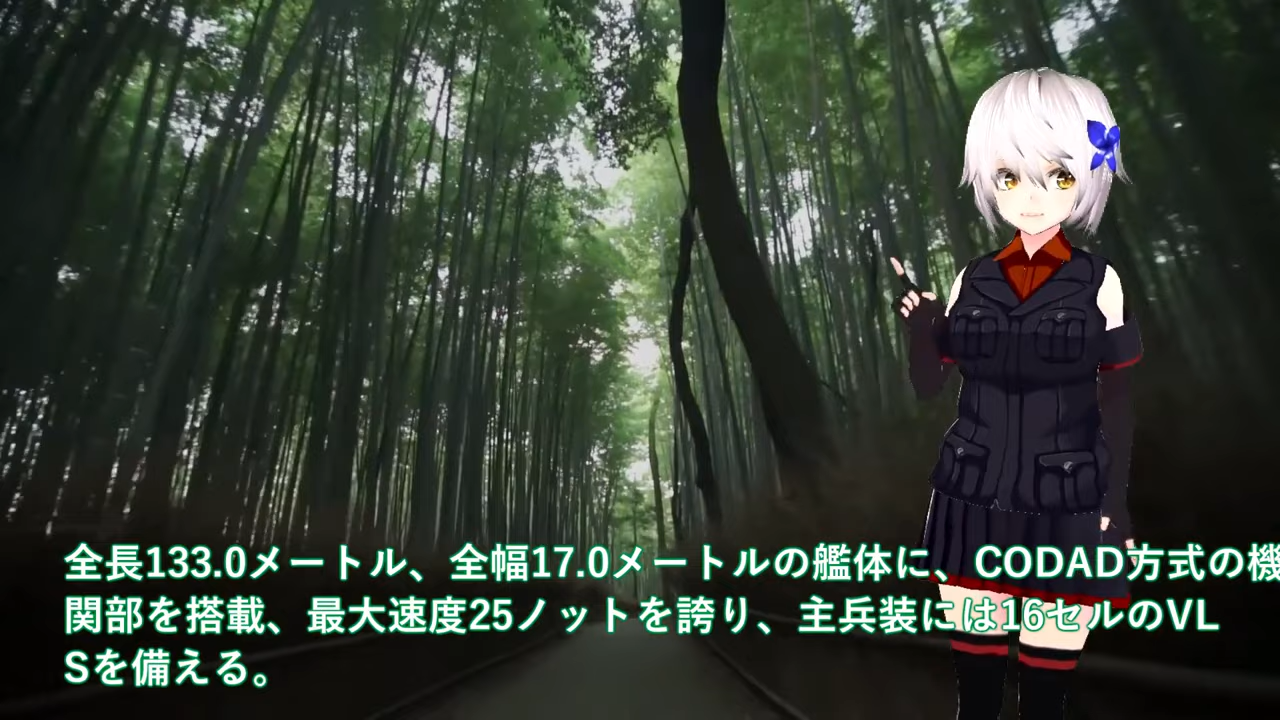 全長133.0メートル、全幅17.0メートルの艦体に、CODAD方式の機
関部を搭載、最大速度25ノットを誇り、主兵装には16セルのVL
Sを備える。